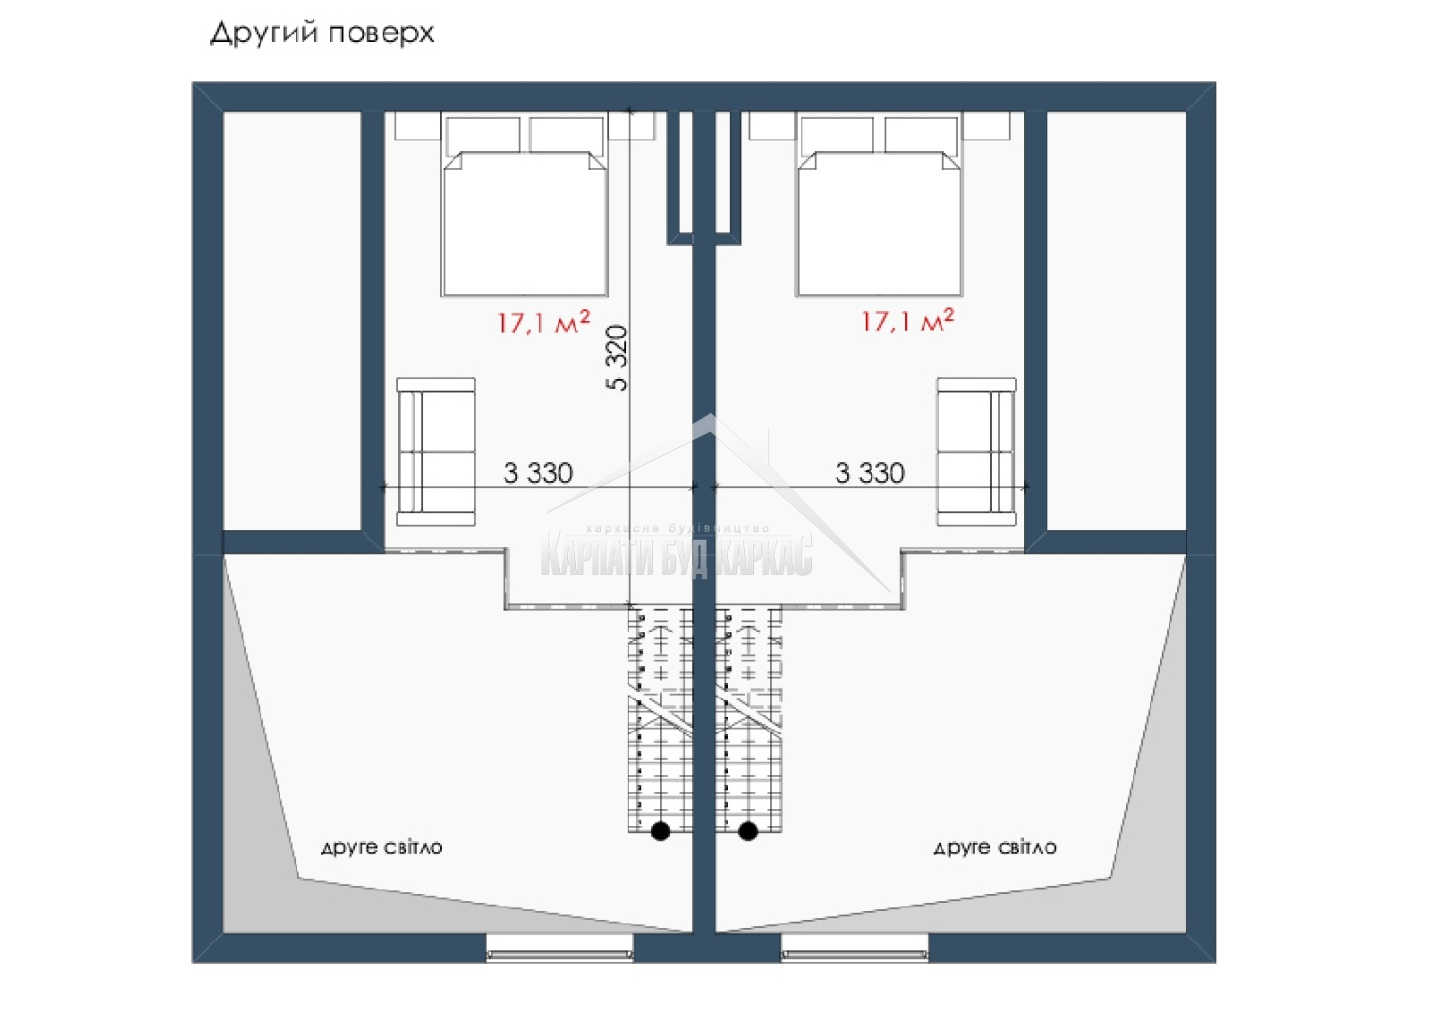 Другий поверх
17,1 м²
17,1 м²
5 320
3 330
3 330
каркасне будівництво
КАРПАТИ БУД КАРКАС
друге світло
друге світло